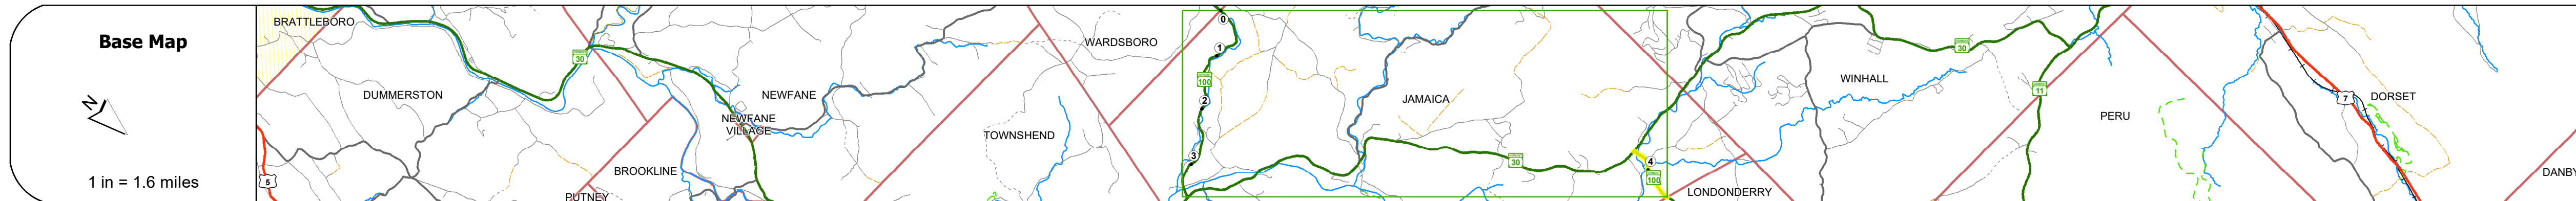 Base Map
N
1 in = 1.6 miles
BRATTLEBORO
DUMMERSTON
5
30
PUTNEY
BROOKLINE
NEWFANE
NEWFANE
VILLAGE
WARDSBORO
TOWNSHEND
0
1
100
2
3
JAMAICA
30
4
100
LONDONDERRY
WINHALL
30
11
PERU
7
DORSET
DANBY